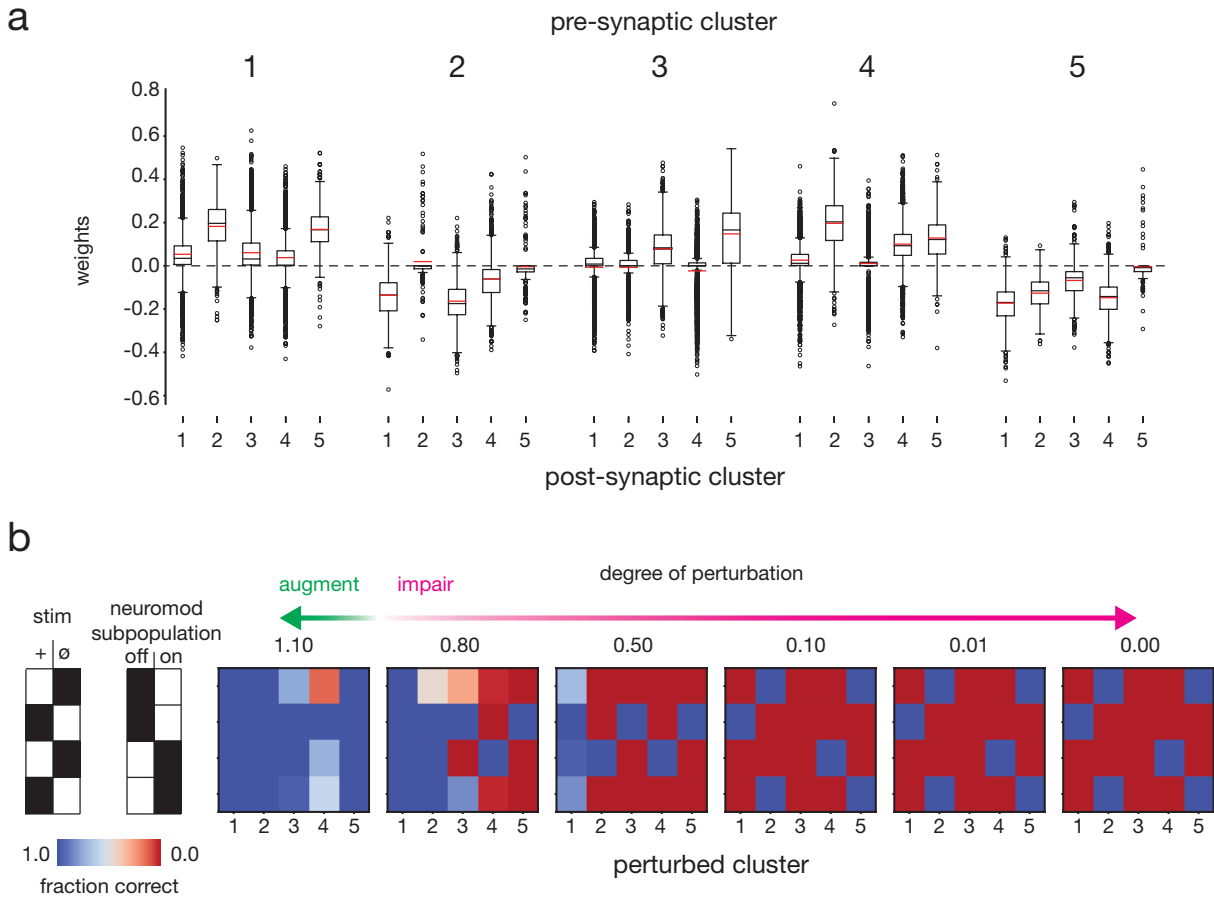 a
pre-synaptic cluster
1 2 3 4 5
weights
0.8
0.6
0.4
0.2
0.0
-0.2
-0.4
-0.6
1 2 3 4 5 1 2 3 4 5 1 2 3 4 5 1 2 3 4 5 1 2 3 4 5
post-synaptic cluster
b
augment impair degree of perturbation
stim
+ ø
neuromod
subpopulation
off on
1.10 0.80 0.50 0.10 0.01 0.00
1 2 3 4 5 1 2 3 4 5 1 2 3 4 5 1 2 3 4 5 1 2 3 4 5 1 2 3 4 5
perturbed cluster
1.0 0.0
fraction correct